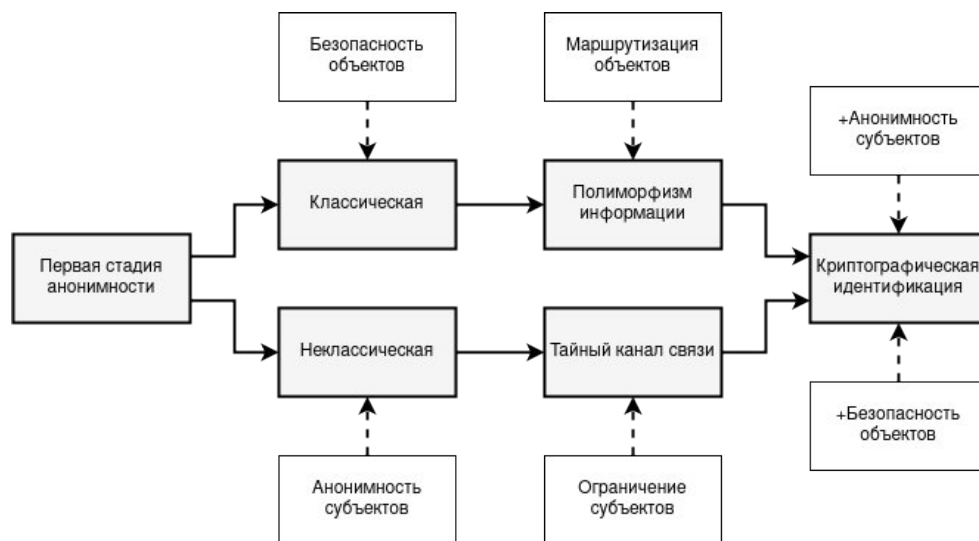 Безопасность
объектов
Маршрутизация
объектов
+Анонимность
субъектов
Классическая
Полиморфизм
информации
Первая стадия
анонимности
Криптографическая
идентификация
Неклассическая
Тайный канал связи
+Безопасность
объектов
Анонимность
субъектов
Ограничение
субъектов